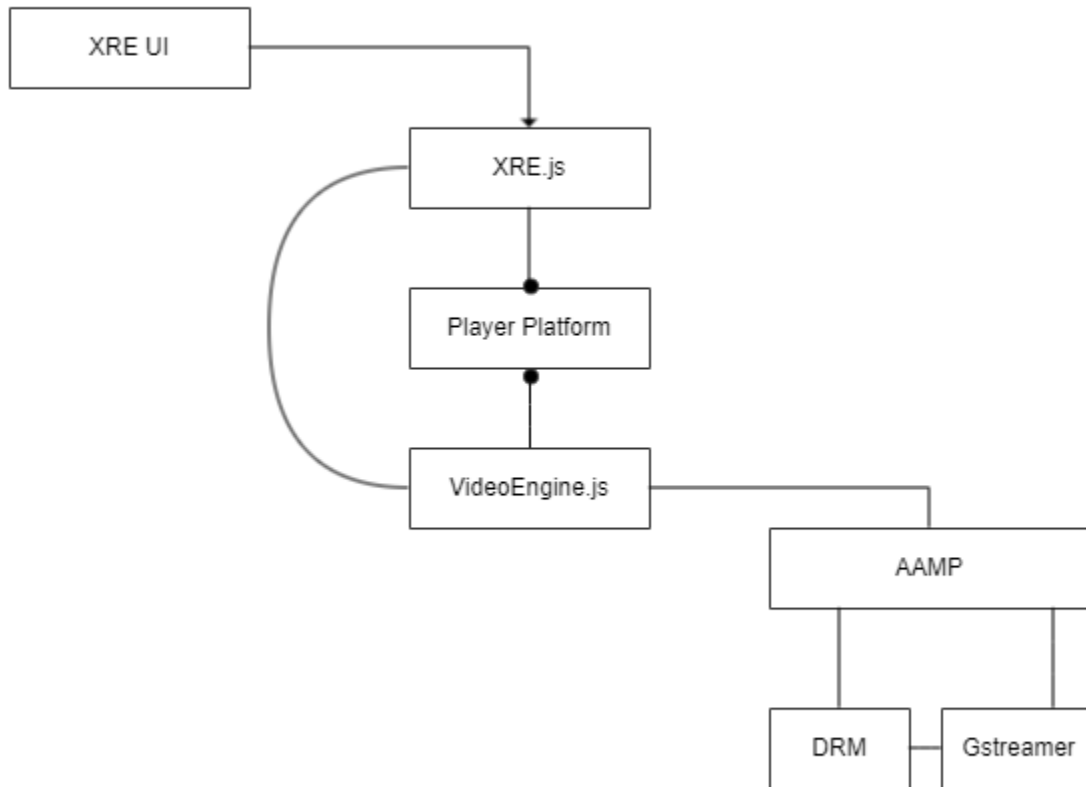 XRE UI
XRE.js
Player Platform
VideoEngine.js
AAMP
DRM
Gstreamer